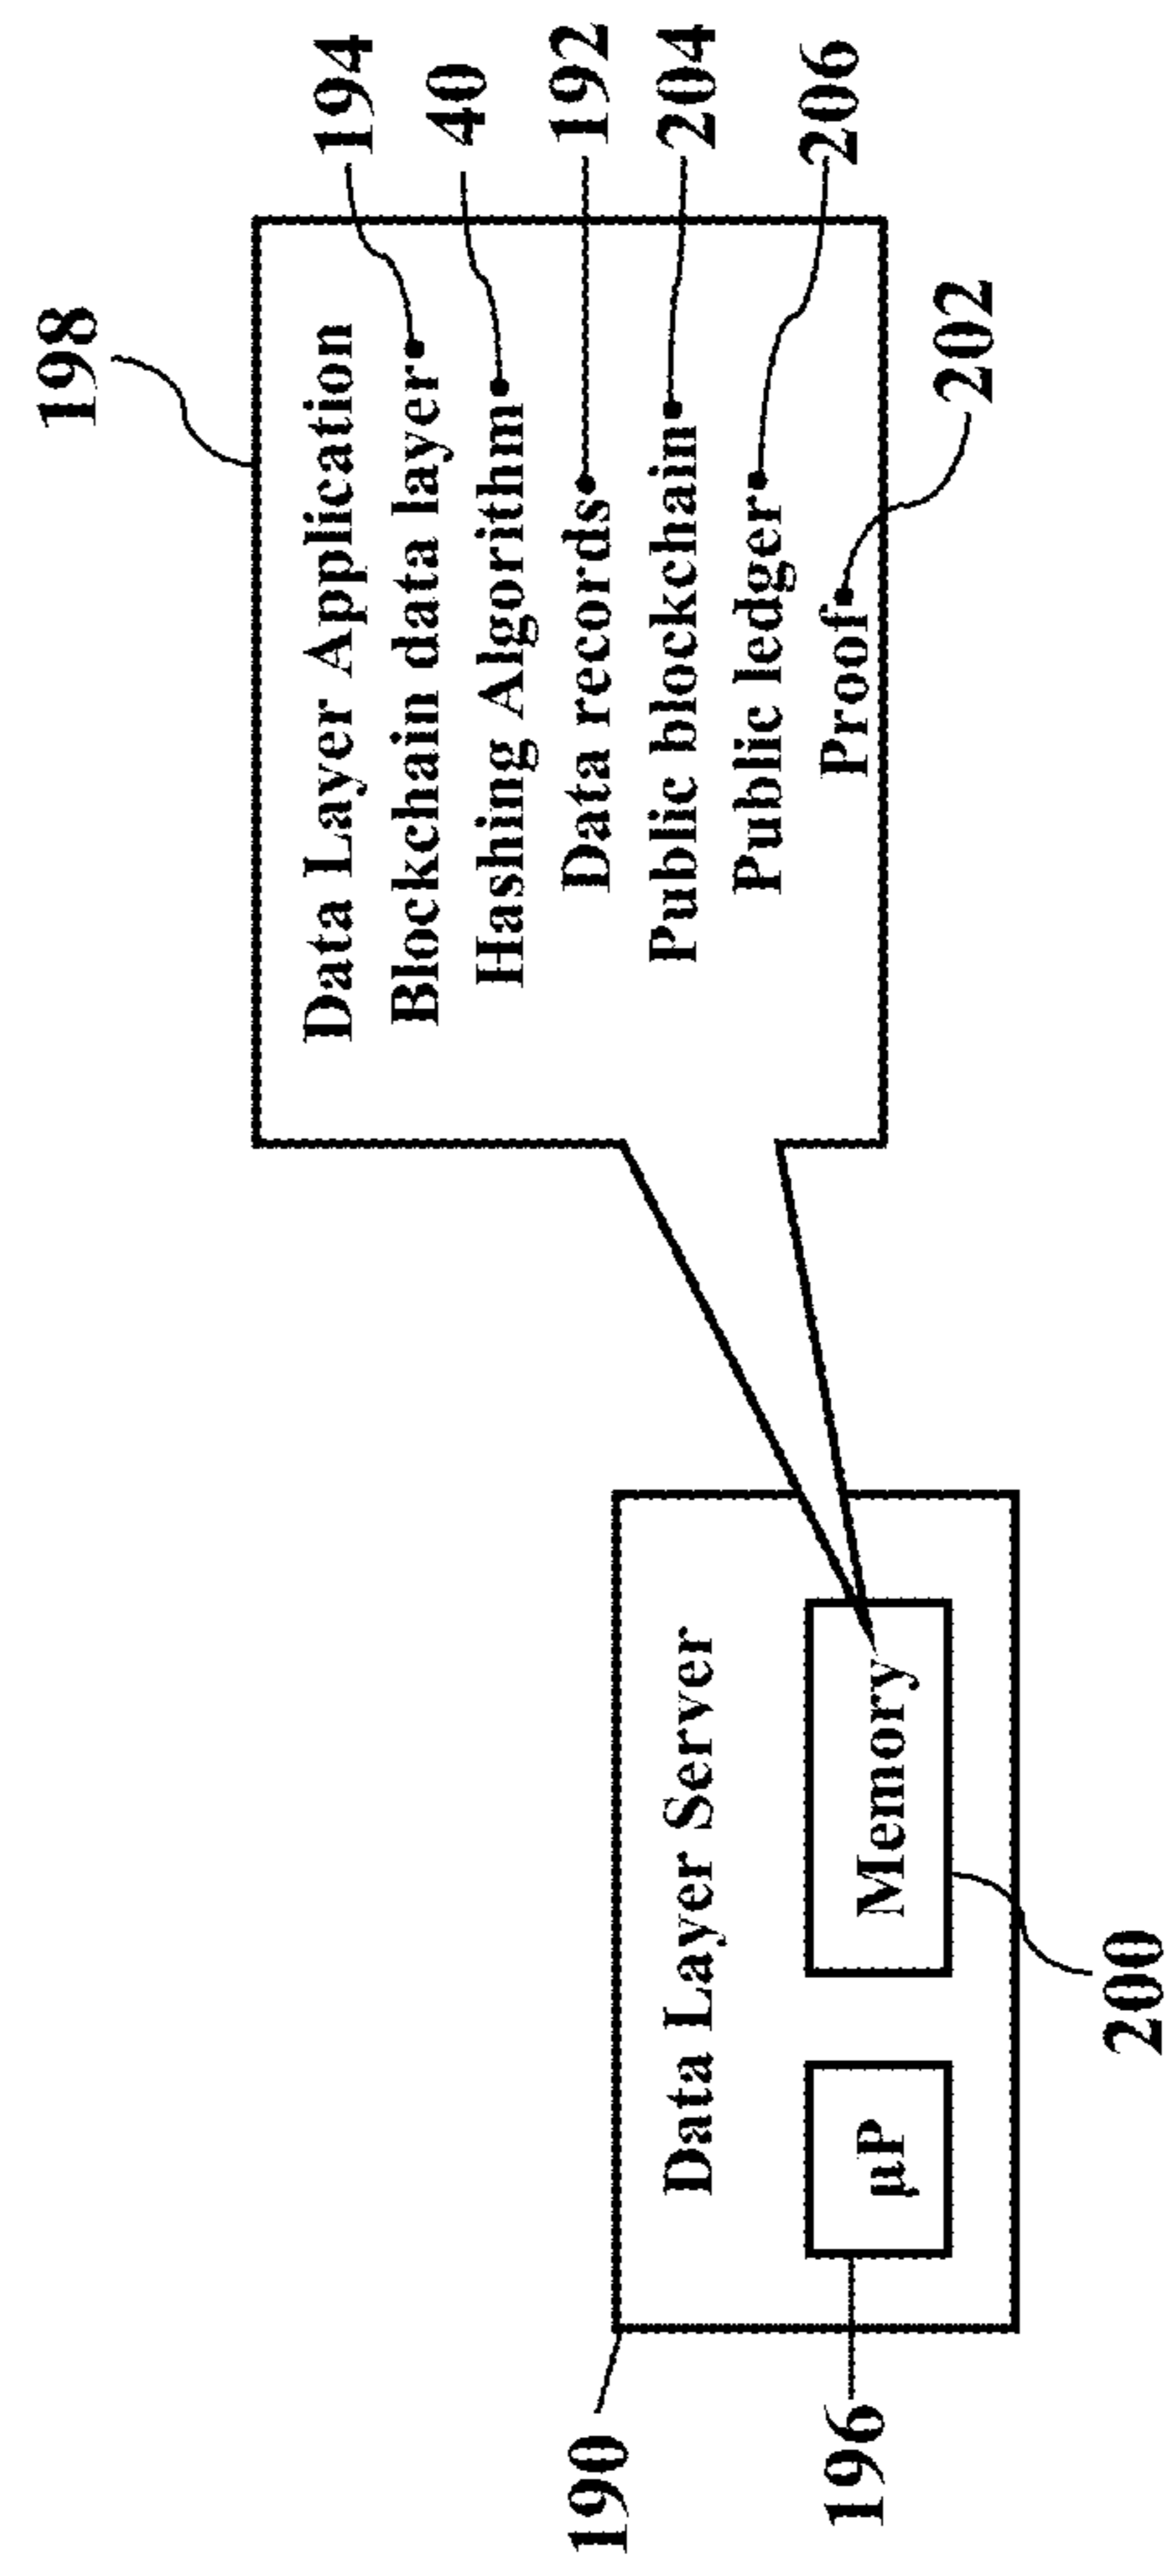 198
Data Layer Application
Blockchain data layer
194
Hashing Algorithm
40
Data records
192
Public blockchain
204
Public ledger
206
Proof
202
190
Data Layer Server
196
µP
Memory
200